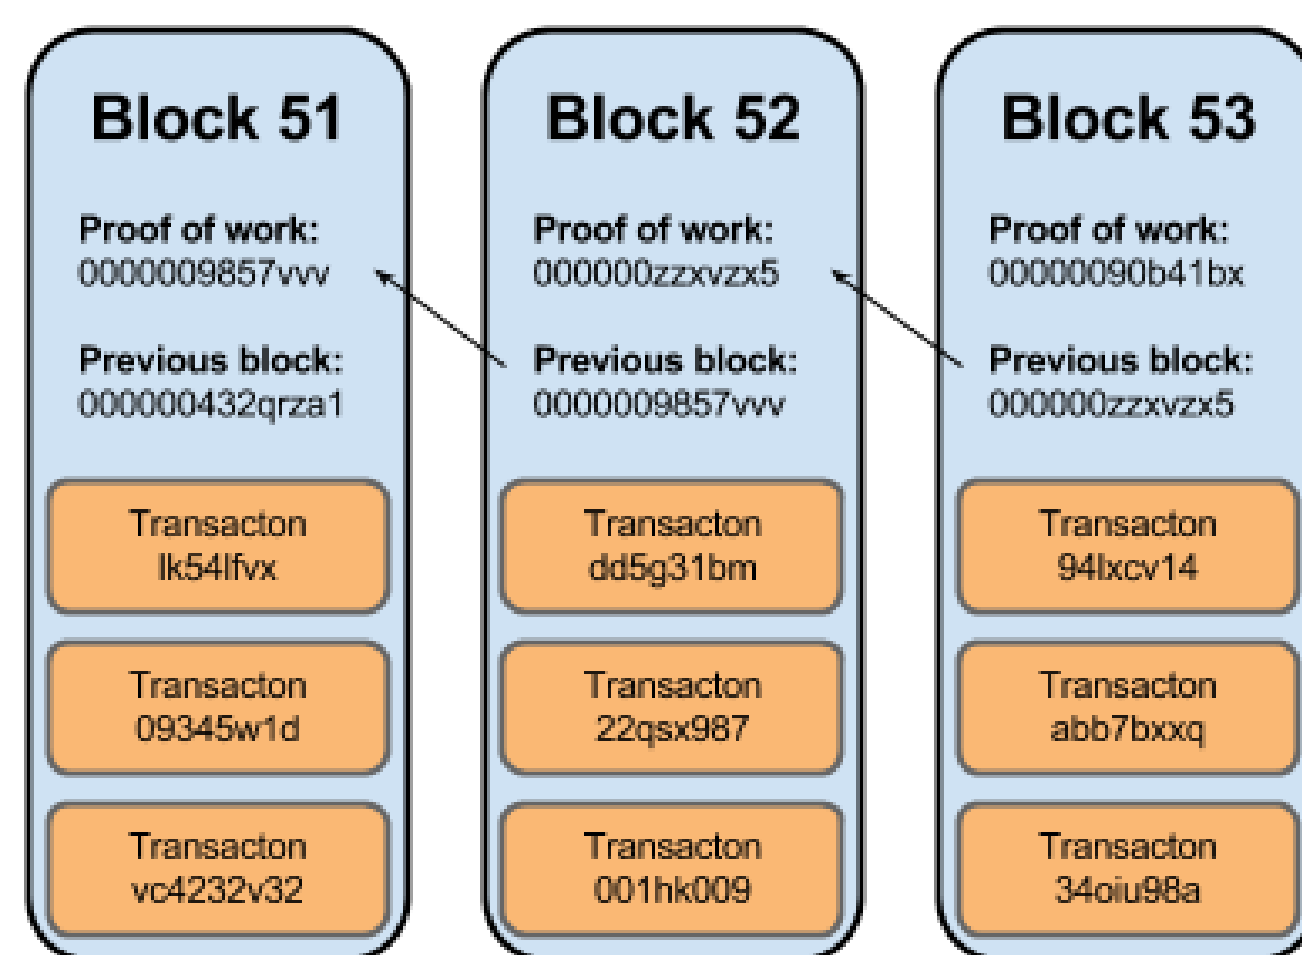 Block 51
Proof of work:
0000009857vvv
Previous block:
000000432qrza1
Transacton
lk54lfvx
Transacton
09345w1d
Transacton
vc4232v32
Block 52
Proof of work:
000000zzxvzx5
Previous block:
0000009857vvv
Transacton
dd5g31bm
Transacton
22qsx987
Transacton
001hk009
Block 53
Proof of work:
00000090b41bx
Previous block:
000000zzxvzx5
Transacton
94lxcv14
Transacton
abb7bxxq
Transacton
34oiu98a